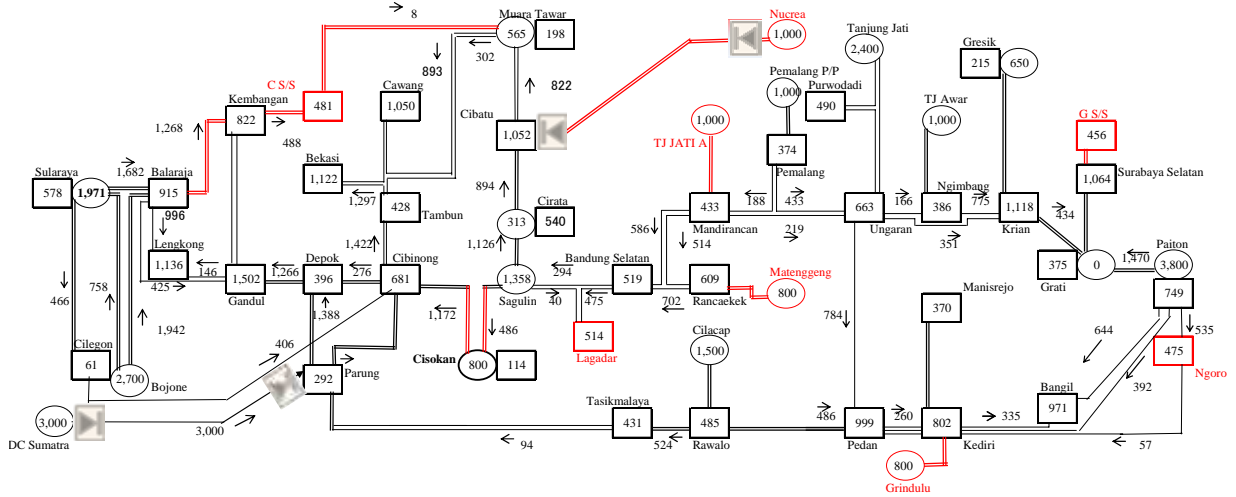 8
Muara Tawar
565
198
302
893
Nucrea
1,000
Tanjung Jati
2,400
Gresik
215
650
Pemalang P/P
1,000
Purwodadi
490
TJ Awar
1,000
C S/S
481
Kembangan
822
488
1,268
Cawang
1,050
Cibatu
1,052
822
TJ JATI A
1,000
374
Pemalang
G S/S
456
1,064
Surabaya Selatan
Bekasi
1,122
1,297
428
Tambun
894
Sularaya
578
1,971
1,682
Balaraja
915
996
188
433
433
Mandirancan
663
Ungaran
166
Ngimbang
386
775
351
1,118
Krian
434
219
586
514
Cirata
313
540
1,126
1,422
Lengkong
1,136
146
425
1,502
Gandul
1,266
Depok
396
276
Cibinong
681
1,358
Sagulin
294
40
Bandung Selatan
519
475
609
Rancaekek
702
Matenggeng
800
375
Grati
0
1,470
Paiton
3,800
749
466
758
1,942
1,388
1,172
486
Cisokan
800
114
514
Lagadar
784
Manisrejo
370
644
535
475
Ngoro
392
Cilegon
61
2,700
Bojone
406
292
Parung
Cilacap
1,500
Bangil
971
DC Sumatra
3,000
3,000
94
Tasikmalaya
431
524
485
Rawalo
486
999
Pedan
260
802
Kediri
335
57
800
Grindulu